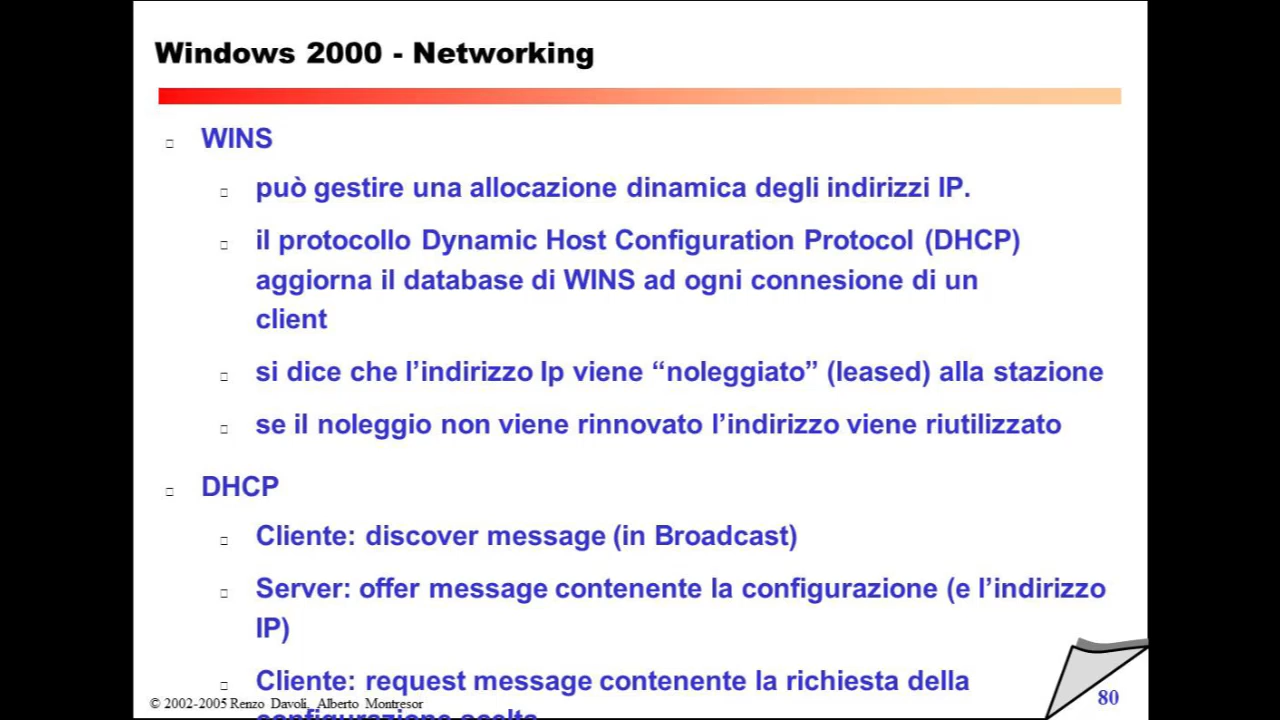 Windows 2000 - Networking
WINS
può gestire una allocazione dinamica degli indirizzi IP.
il protocollo Dynamic Host Configuration Protocol (DHCP)
aggiorna il database di WINS ad ogni connesione di un
client
si dice che l’indirizzo Ip viene “noleggiato” (leased) alla stazione
se il noleggio non viene rinnovato l’indirizzo viene riutilizzato
DHCP
Cliente: discover message (in Broadcast)
Server: offer message contenente la configurazione (e l’indirizzo
IP)
Cliente: request message contenente la richiesta della
configurazione scelta
© 2002-2005 Renzo Davoli, Alberto Montresor
80